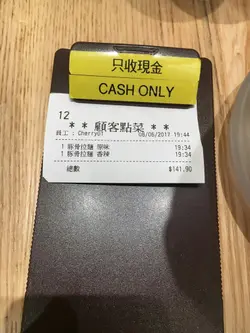 只收現金
CASH ONLY
12
* * 顧客點菜 * *
員工 : Cherry01 08/06/2017 19:44
1 豚骨拉麵 原味 19:34
1 豚骨拉麵 香辣 19:34
總數 $141.90